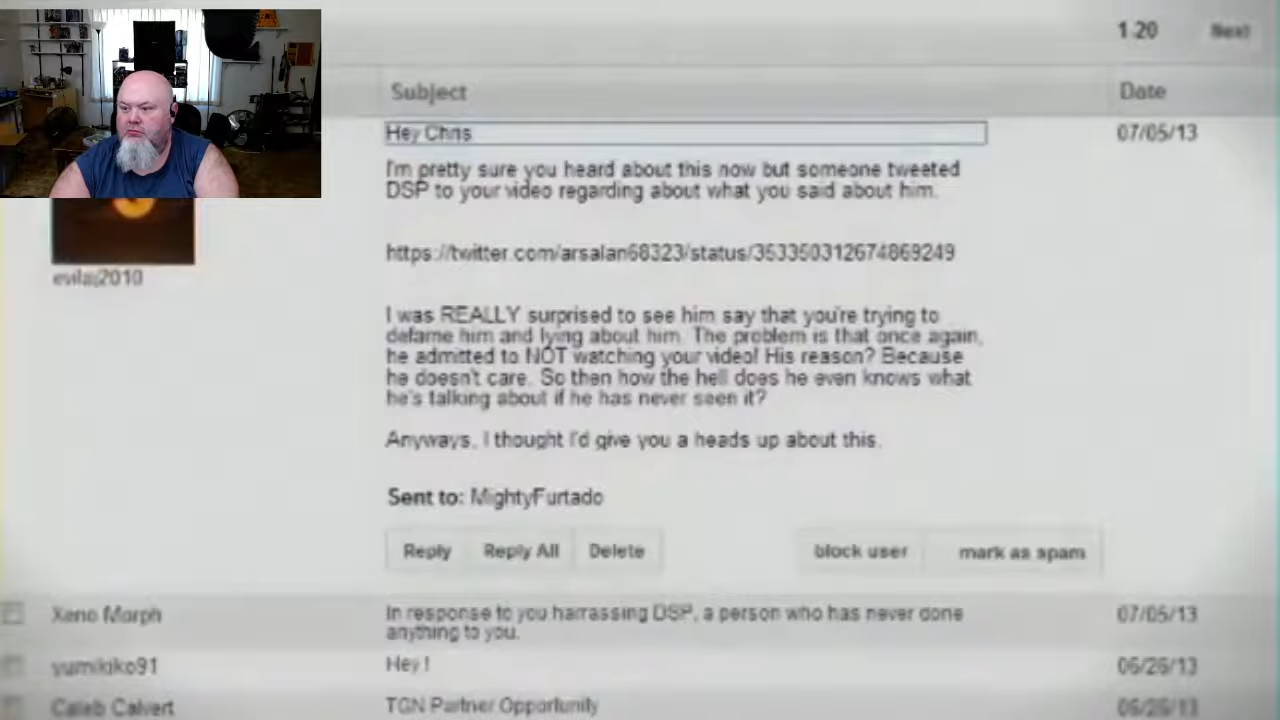 1 20 Next
Subject Date
Hey Chris 07/05/13
I'm pretty sure you heard about this now but someone tweeted
DSP to your video regarding about what you said about him.
https://twitter.com/arsalan68323/status/353350312674869249
evilaj2010
I was REALLY surprised to see him say that you're trying to
defame him and lying about him. The problem is that once again,
he admitted to NOT watching your video! His reason? Because
he doesn't care. So then how the hell does he even knows what
he's talking about if he has never seen it?
Anyways, I thought I'd give you a heads up about this.
Sent to: MightyFurtado
Reply Reply All Delete block user mark as spam
Xeno Morph In response to you harrassing DSP, a person who has never done 07/05/13
anything to you.
yumikiko91 Hey ! 06/26/13
Caleb Calvert TGN Partner Opportunity 06/26/13